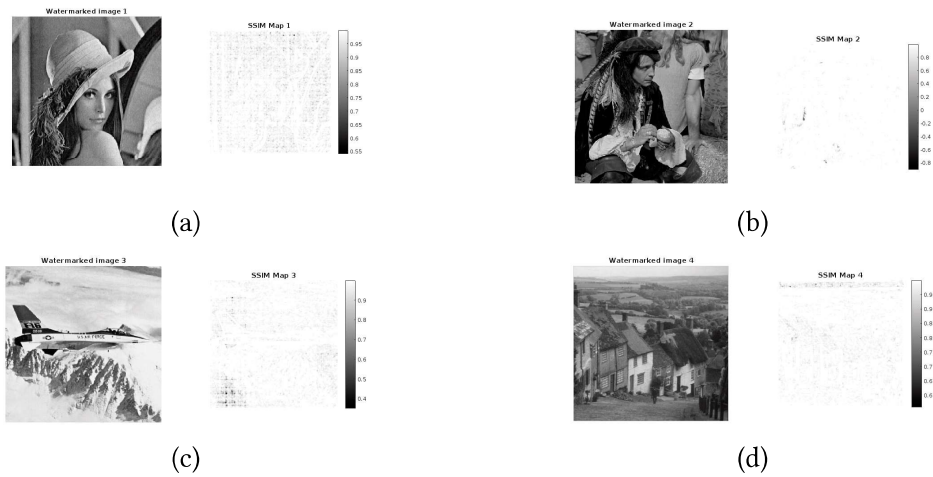 Watermarked image 1
SSIM Map 1
0.95
0.9
0.85
0.8
0.75
0.7
0.65
0.6
0.55
(a)
Watermarked image 2
SSIM Map 2
0.8
0.6
0.4
0.2
0
-0.2
-0.4
-0.6
-0.8
(b)
Watermarked image 3
U.S. AIR FORCE
SSIM Map 3
0.9
0.8
0.7
0.6
0.5
0.4
(c)
Watermarked image 4
SSIM Map 4
0.9
0.8
0.7
0.6
(d)